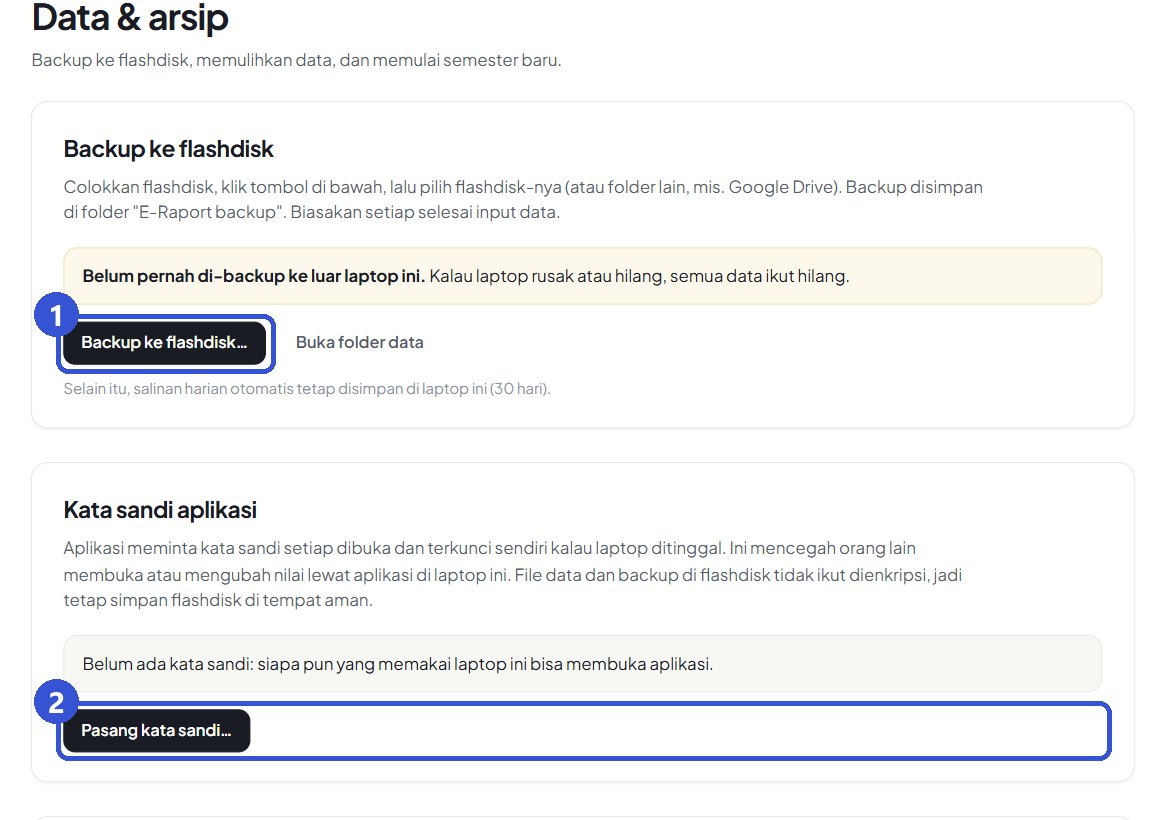 Data & arsip
Backup ke flashdisk, memulihkan data, dan memulai semester baru.
Backup ke flashdisk
Colokkan flashdisk, klik tombol di bawah, lalu pilih flashdisk-nya (atau folder lain, mis. Google Drive). Backup disimpan
di folder "E-Raport backup". Biasakan setiap selesai input data.
Belum pernah di-backup ke luar laptop ini. Kalau laptop rusak atau hilang, semua data ikut hilang.
1
Backup ke flashdisk… Buka folder data
Selain itu, salinan harian otomatis tetap disimpan di laptop ini (30 hari).
Kata sandi aplikasi
Aplikasi meminta kata sandi setiap dibuka dan terkunci sendiri kalau laptop ditinggal. Ini mencegah orang lain
membuka atau mengubah nilai lewat aplikasi di laptop ini. File data dan backup di flashdisk tidak ikut dienkripsi, jadi
tetap simpan flashdisk di tempat aman.
Belum ada kata sandi: siapa pun yang memakai laptop ini bisa membuka aplikasi.
2
Pasang kata sandi…